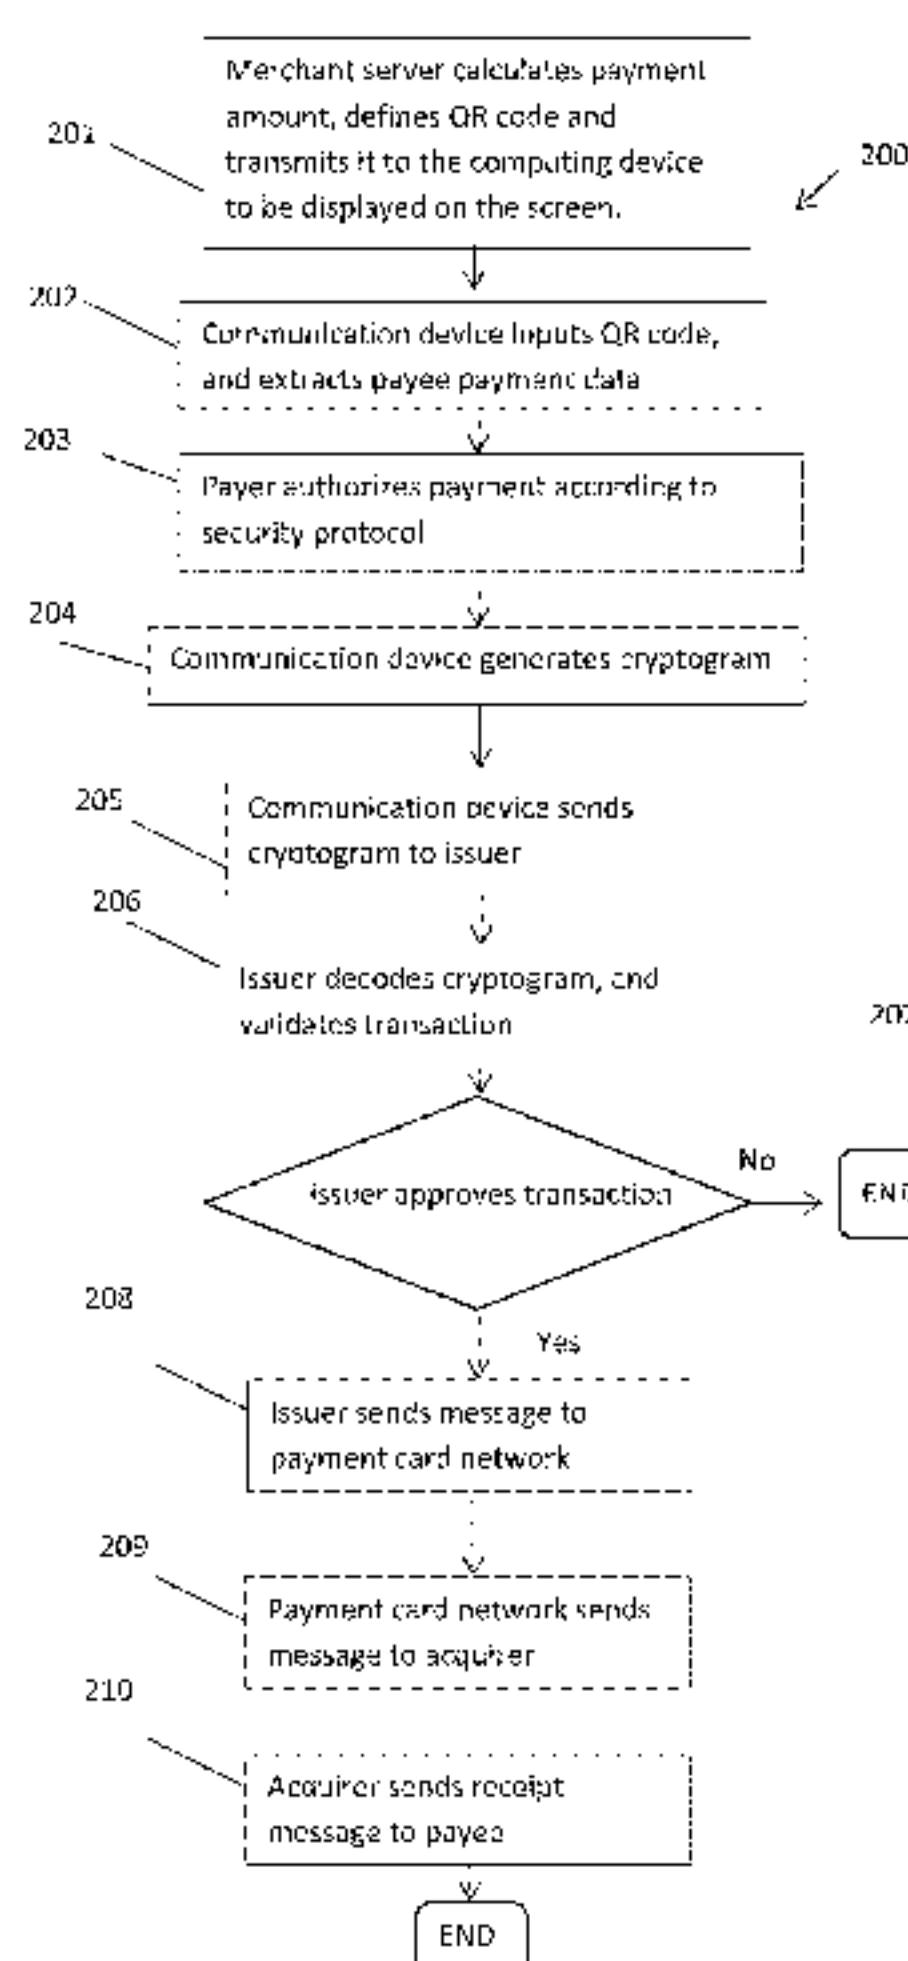 Merchant server calculates payment
amount, defines QR code and
transmits it to the computing device
to be displayed on the screen.
201
200
202
Communication device inputs QR code,
and extracts payee payment data
203
Payer authorizes payment according to
security protocol
204
Communication device generates cryptogram
205
Communication Device sends
cryptogram to issuer
206
Issuer decodes cryptogram, and
validates transaction
207
Issuer approves transaction
No
END
208
Yes
Issuer sends message to
payment card network
209
Payment card network sends
message to acquirer
210
Acquirer sends receipt
message to payee
END